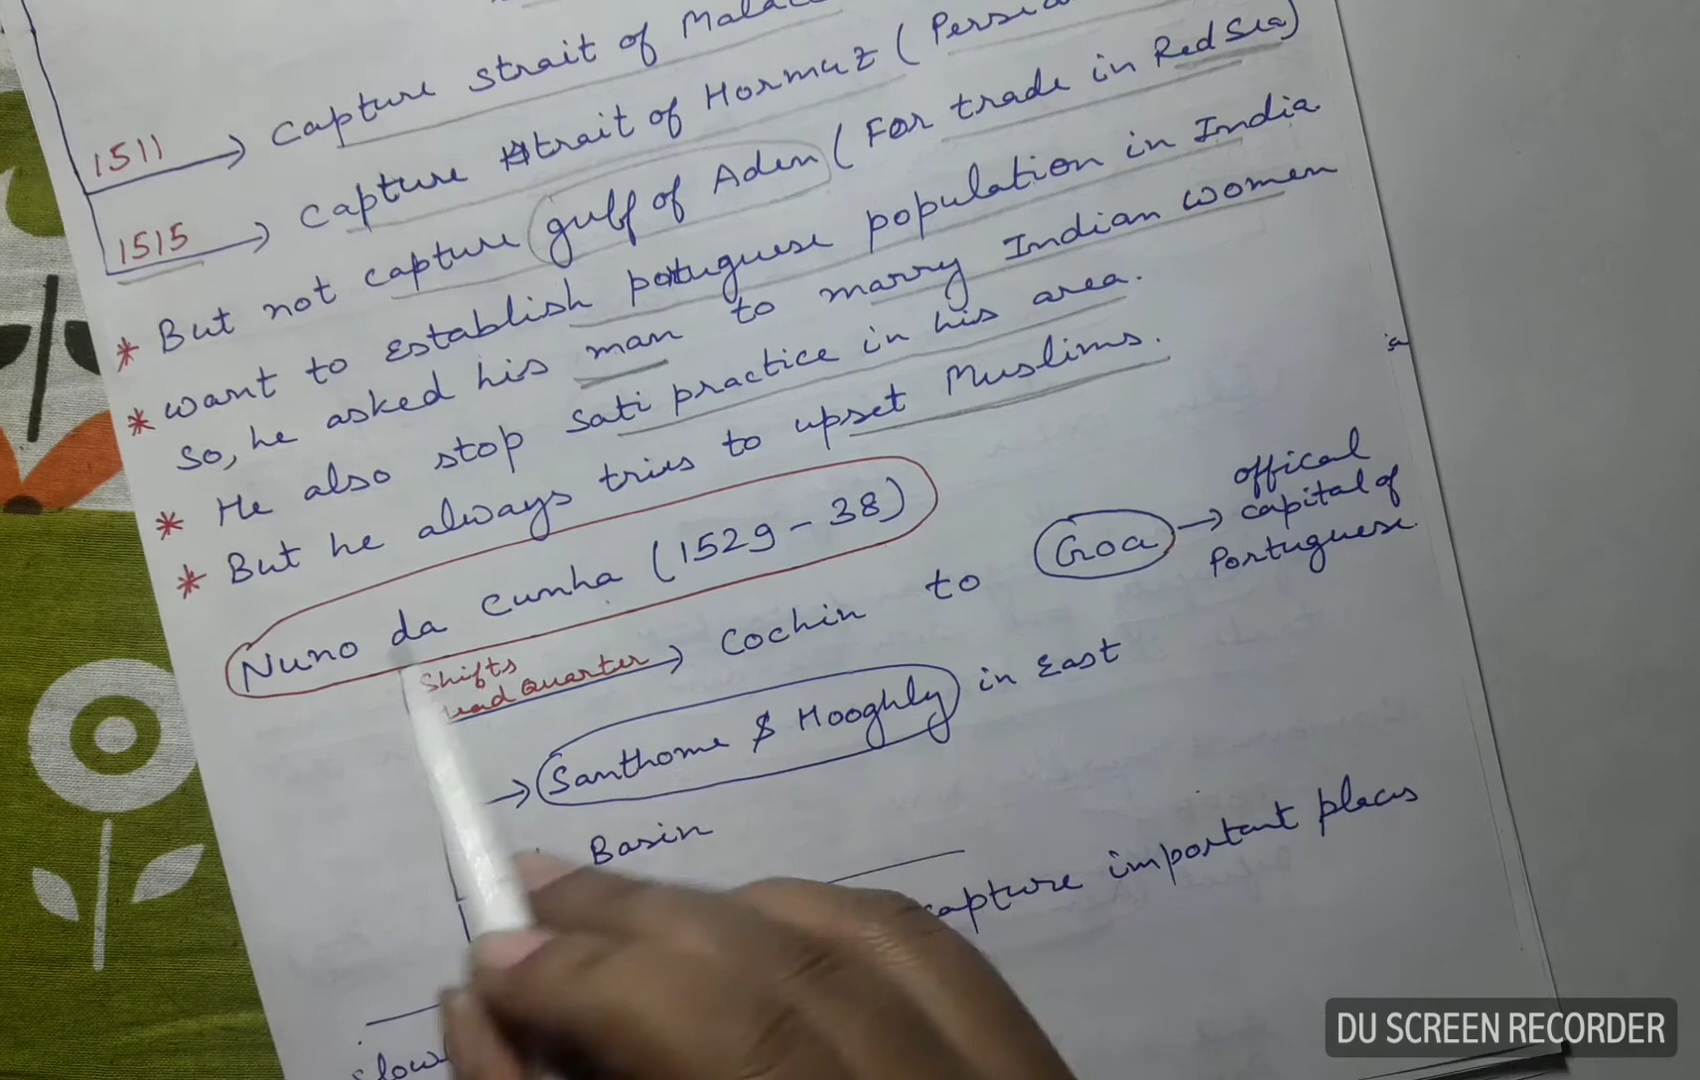 1511 → Capture strait of
1515 → Capture strait of Hormuz (
* But not capture gulf of Aden (For trade in Red Sea)
* want to Establish portuguese population in India
So, he asked his man to marry Indian women
* He also stop sati practice in his area.
* But he always tries to upset Muslims.
Nuno da Cunha (1529-38)
Shifts
Quarter → Cochin to Goa → offical
capital of
Portuguese
→ Santhome & Hooghly in East
Basin
capture important places
DU SCREEN RECORDER